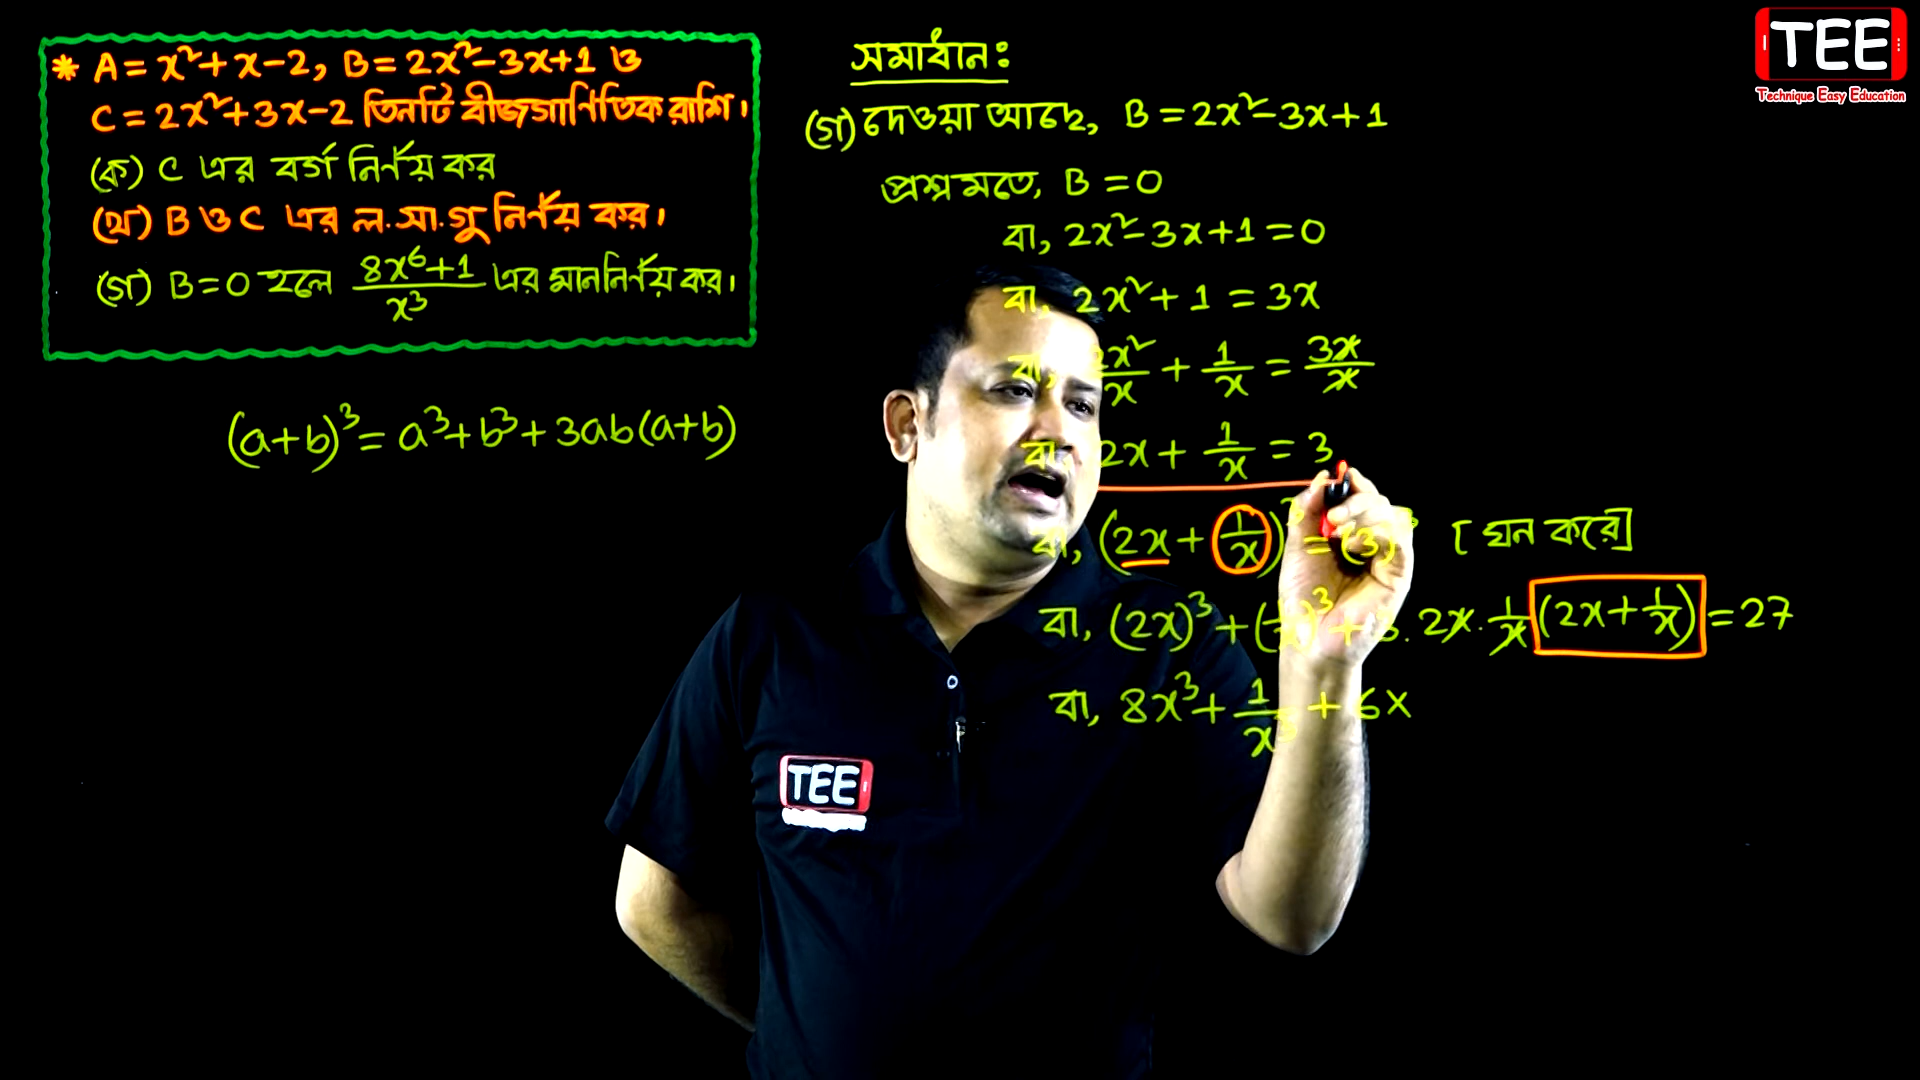 * A = x²+x-2, B = 2x²-3x+1 ও
C = 2x²+3x-2 তিনটি বীজগাণিতিক রাশি।
(ক) C এর বর্গ নির্ণয় কর
(খ) B ও C এর ল.সা.গু নির্ণয় কর।
(গ) B=0 হলে (8x⁶+1)/x³ এর মান নির্ণয় কর।
(a+b)³ = a³+b³+3ab(a+b)
সমাধান:
(গ) দেওয়া আছে, B = 2x²-3x+1
প্রশ্নমতে, B = 0
বা, 2x²-3x+1 = 0
বা, 2x²+1 = 3x
বা, 2x²/x + 1/x = 3x/x
বা, 2x + 1/x = 3
বা, (2x + 1/x)³ = (3)³ [ঘন করে]
বা, (2x)³ + (1/x)³ + 3.2x.1/x (2x + 1/x) = 27
বা, 8x³ + 1/x³ + 6x
TEE
Technique Easy Education
TEE